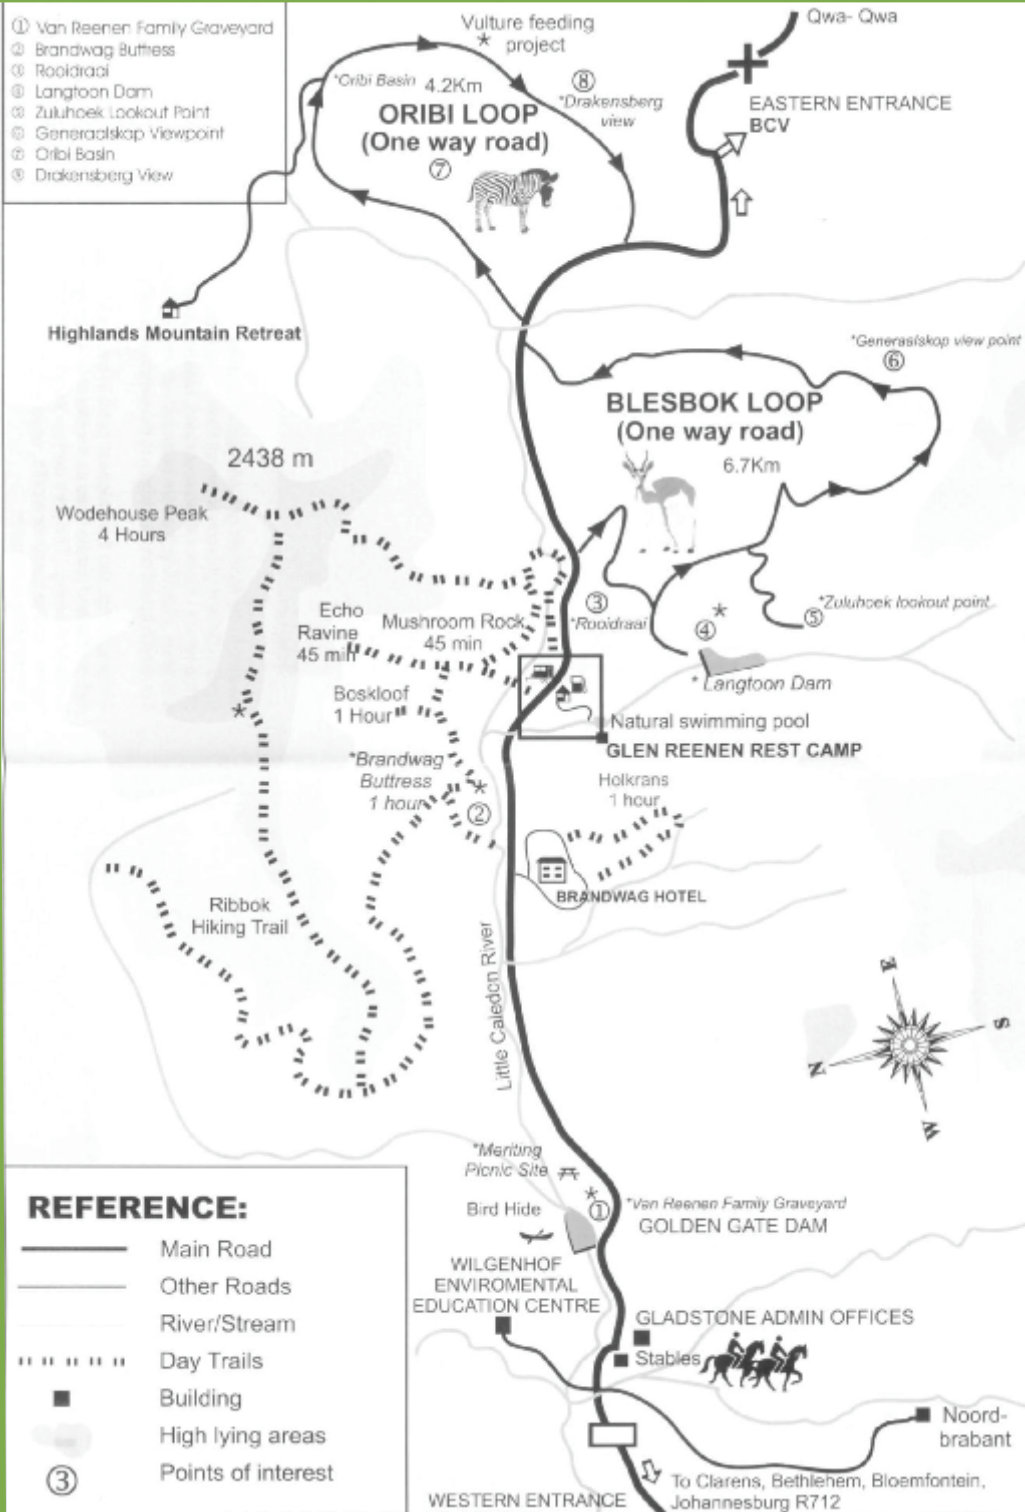 ① Van Reenen Family Graveyard
② Brandwag Buttress
③ Rooidraai
④ Langtoon Dam
⑤ Zuluhoek Lookout Point
⑥ Generaalskap Viewpoint
⑦ Oribi Basin
⑧ Drakensberg View
Qwa- Qwa
Vulture feeding
* project
*Oribi Basin 4.2Km
⑧
*Drakensberg
view
ORIBI LOOP
(One way road)
⑦
EASTERN ENTRANCE
BCV
Highlands Mountain Retreat
*Generaalskop view point
⑥
BLESBOK LOOP
(One way road)
6.7Km
2438 m
Wodehouse Peak
4 Hours
Echo
Ravine
45 min
Mushroom Rock
45 min
③
*Rooidraai
*
④
*Zuluhoek lookout point
⑤
* Langtoon Dam
Boskloof
1 Hour
Natural swimming pool
GLEN REENEN REST CAMP
*Brandwag
Buttress
1 hour
*
②
Holkrans
1 hour
BRANDWAG HOTEL
*
Ribbok
Hiking Trail
Little Caledon River
E
S
N
W
*Meriting
Picnic Site
*
①
*Van Reenen Family Graveyard
GOLDEN GATE DAM
Bird Hide
WILGENHOF
ENVIROMENTAL
EDUCATION CENTRE
GLADSTONE ADMIN OFFICES
Stables
Noord-
brabant
To Clarens, Bethlehem, Bloemfontein,
Johannesburg R712
WESTERN ENTRANCE
REFERENCE:
Main Road
Other Roads
River/Stream
Day Trails
Building
High lying areas
③ Points of interest